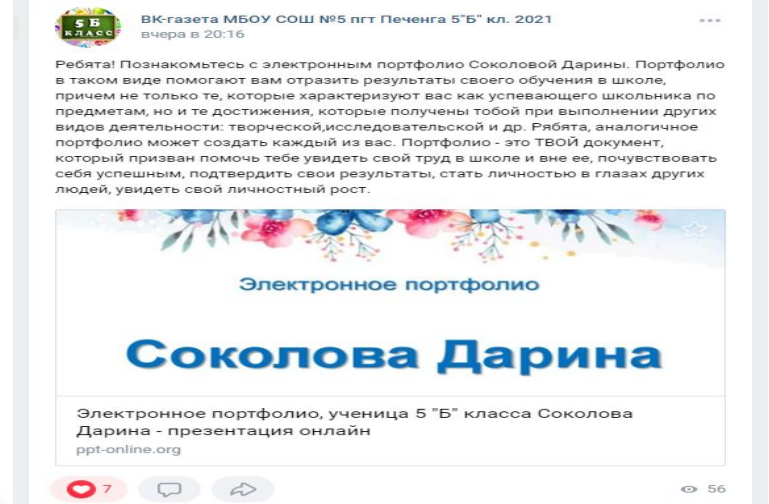 5 Б
КЛАСС
ВК-газета МБОУ СОШ №5 пгт Печенга 5"Б" кл. 2021
вчера в 20:16
Ребята! Познакомьтесь с электронным портфолио Соколовой Дарины. Портфолио
в таком виде помогают вам отразить результаты своего обучения в школе,
причем не только те, которые характеризуют вас как успевающего школьника по
предметам, но и те достижения, которые получены тобой при выполнении других
видов деятельности: творческой,исследовательской и др. Рябята, аналогичное
портфолио может создать каждый из вас. Портфолио - это ТВОЙ документ,
который призван помочь тебе увидеть свой труд в школе и вне ее, почувствовать
себя успешным, подтвердить свои результаты, стать личностью в глазах других
людей, увидеть свой личностный рост.
Электронное портфолио
Соколова Дарина
Электронное портфолио, ученица 5 "Б" класса Соколова
Дарина - презентация онлайн
ppt-online.org
7
56